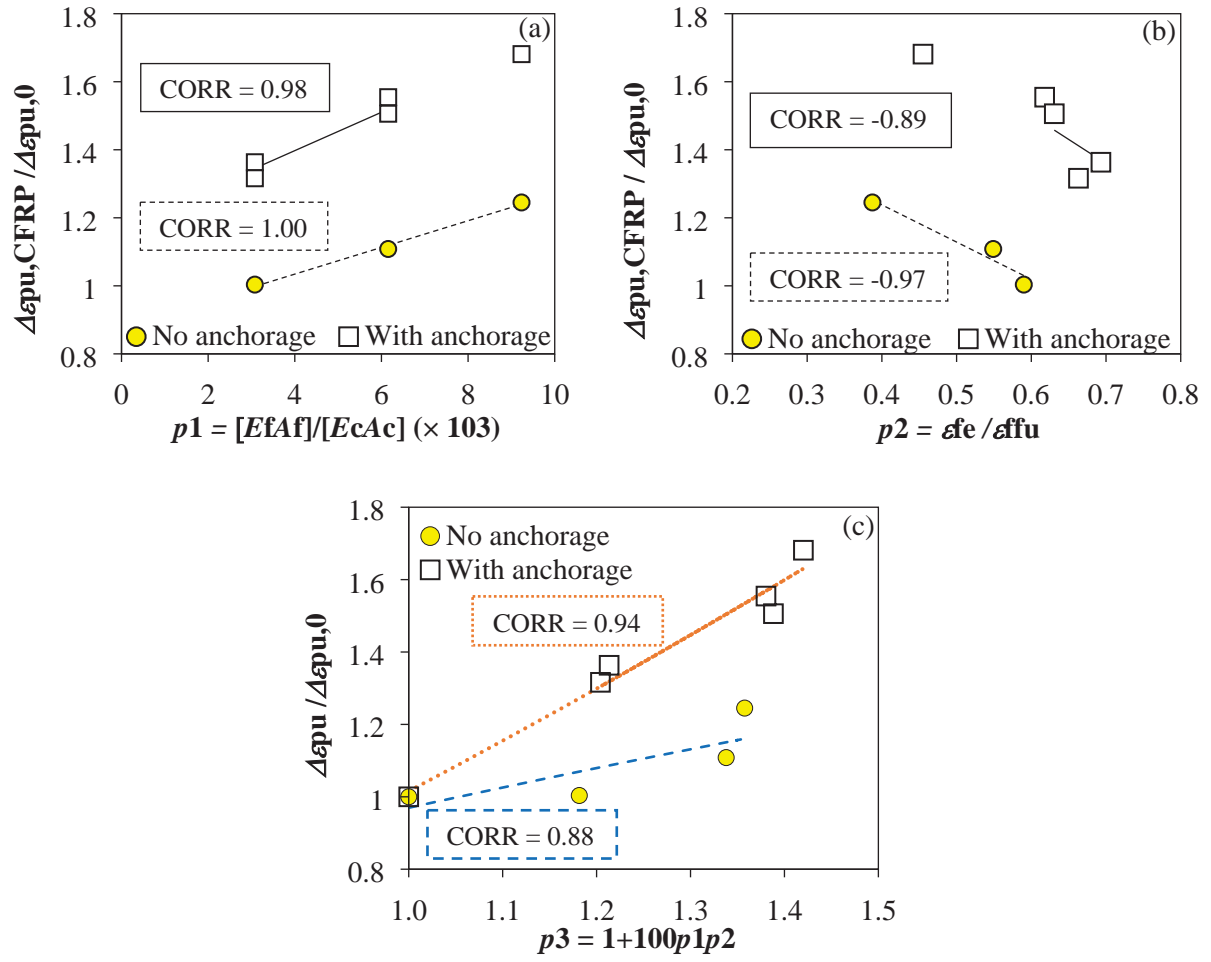 (a)
1.8
1.6
1.4
1.2
1
0.8
Δεpu,CFRP /Δεpu,0
CORR = 0.98
CORR = 1.00
No anchorage
With anchorage
0
2
4
6
8
10
p1 = [EfAf]/[EcAc] (× 103)
(b)
1.8
1.6
1.4
1.2
1
0.8
Δεpu,CFRP / Δεpu,0
CORR = -0.89
CORR = -0.97
No anchorage
With anchorage
0.2
0.3
0.4
0.5
0.6
0.7
0.8
p2 = εfe /εffu
(c)
1.8
1.6
1.4
1.2
1
0.8
Δεpu /Δεpu,0
No anchorage
With anchorage
CORR = 0.94
CORR = 0.88
1.0
1.2
1.3
1.4
1.5
p3 = 1+100p1p2